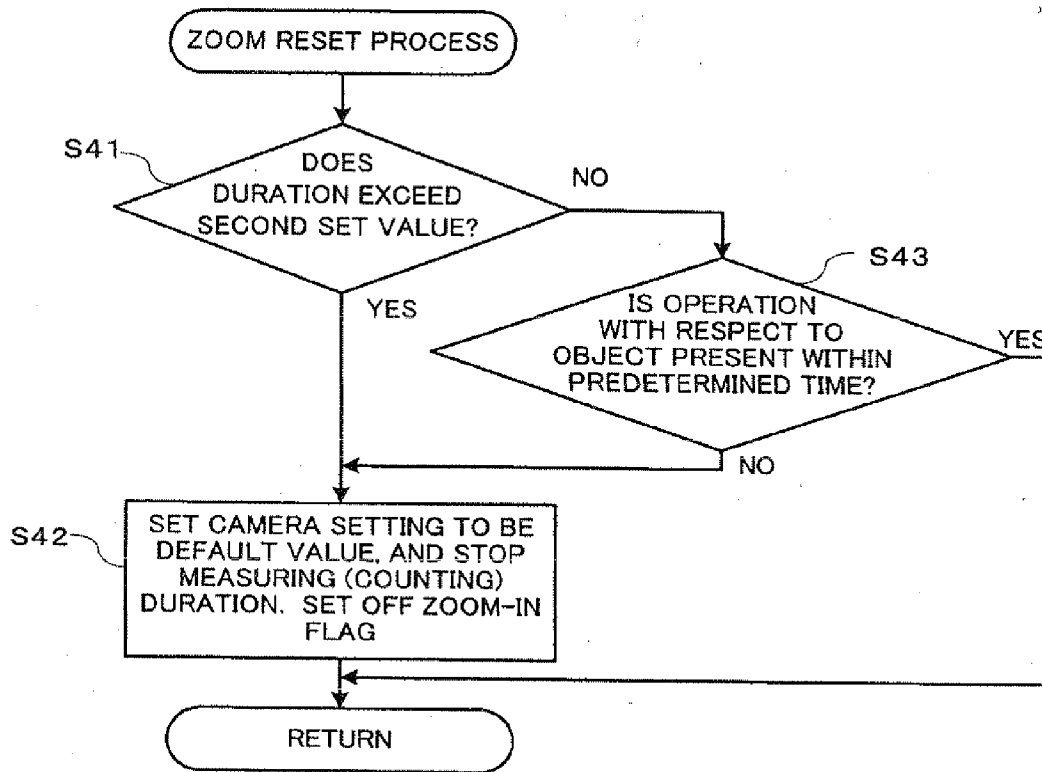 ZOOM RESET PROCESS
S41
DOES
DURATION EXCEED
SECOND SET VALUE?
NO
YES
S43
IS OPERATION
WITH RESPECT TO
OBJECT PRESENT WITHIN
PREDETERMINED TIME?
YES
NO
S42
SET CAMERA SETTING TO BE
DEFAULT VALUE, AND STOP
MEASURING (COUNTING)
DURATION. SET OFF ZOOM-IN
FLAG
RETURN